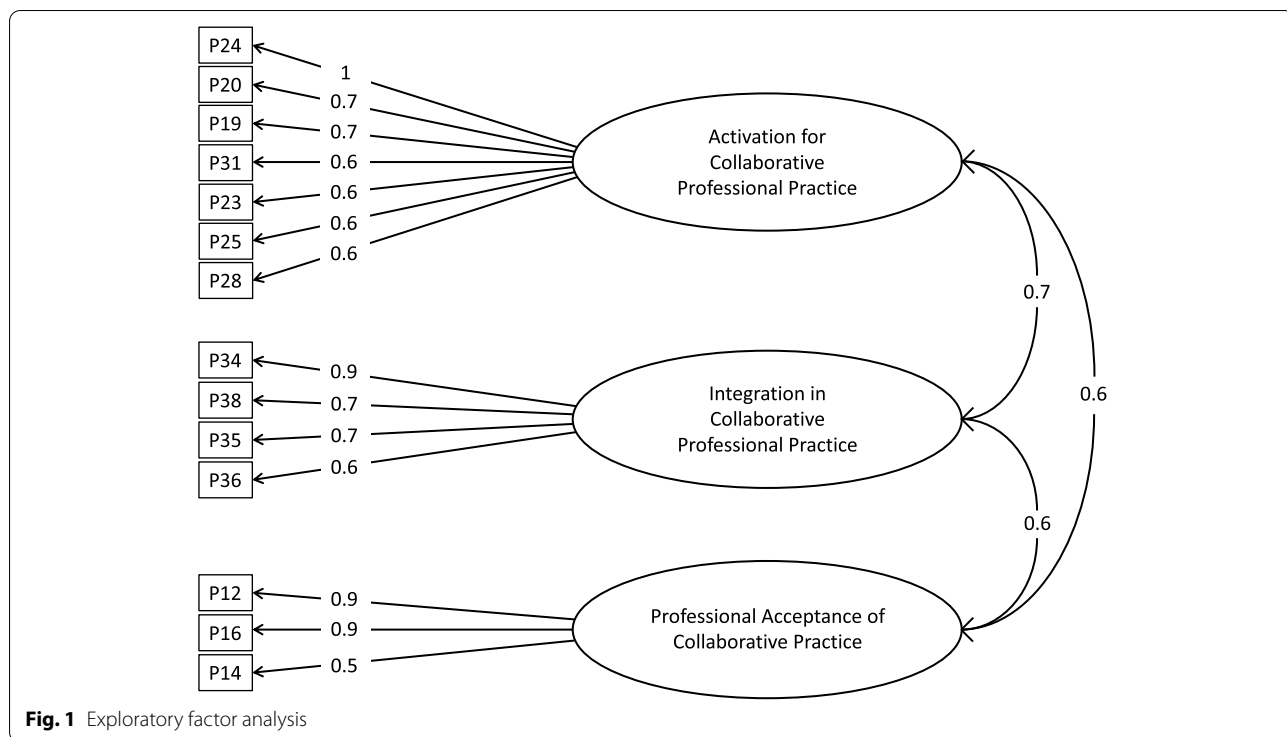 P24
P20
P19
P31
P23
P25
P28
1
0.7
0.7
0.6
0.6
0.6
0.6
Activation for
Collaborative
Professional Practice
P34
P38
P35
P36
0.9
0.7
0.7
0.6
Integration in
Collaborative
Professional Practice
P12
P16
P14
0.9
0.9
0.5
Professional Acceptance of
Collaborative Practice
0.7
0.6
0.6
Fig. 1 Exploratory factor analysis